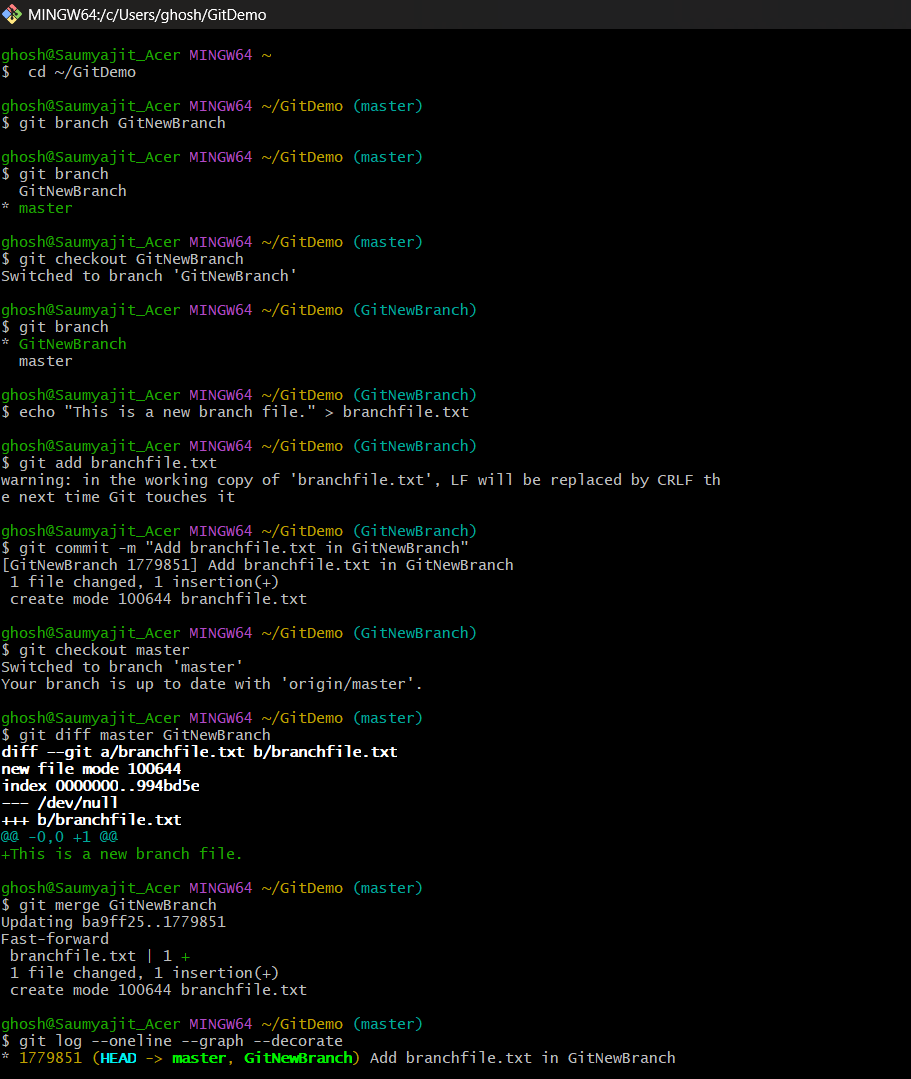 MINGW64:/c/Users/ghosh/GitDemo
ghosh@Saumyajit_Acer MINGW64 ~
$  cd ~/GitDemo
ghosh@Saumyajit_Acer MINGW64 ~/GitDemo (master)
$ git branch GitNewBranch
ghosh@Saumyajit_Acer MINGW64 ~/GitDemo (master)
$ git branch
  GitNewBranch
* master
ghosh@Saumyajit_Acer MINGW64 ~/GitDemo (master)
$ git checkout GitNewBranch
Switched to branch 'GitNewBranch'
ghosh@Saumyajit_Acer MINGW64 ~/GitDemo (GitNewBranch)
$ git branch
* GitNewBranch
  master
ghosh@Saumyajit_Acer MINGW64 ~/GitDemo (GitNewBranch)
$ echo "This is a new branch file." > branchfile.txt
ghosh@Saumyajit_Acer MINGW64 ~/GitDemo (GitNewBranch)
$ git add branchfile.txt
warning: in the working copy of 'branchfile.txt', LF will be replaced by CRLF th
e next time Git touches it
ghosh@Saumyajit_Acer MINGW64 ~/GitDemo (GitNewBranch)
$ git commit -m "Add branchfile.txt in GitNewBranch"
[GitNewBranch 1779851] Add branchfile.txt in GitNewBranch
 1 file changed, 1 insertion(+)
 create mode 100644 branchfile.txt
ghosh@Saumyajit_Acer MINGW64 ~/GitDemo (GitNewBranch)
$ git checkout master
Switched to branch 'master'
Your branch is up to date with 'origin/master'.
ghosh@Saumyajit_Acer MINGW64 ~/GitDemo (master)
$ git diff master GitNewBranch
diff --git a/branchfile.txt b/branchfile.txt
new file mode 100644
index 0000000..994bd5e
--- /dev/null
+++ b/branchfile.txt
@@ -0,0 +1 @@
+This is a new branch file.
ghosh@Saumyajit_Acer MINGW64 ~/GitDemo (master)
$ git merge GitNewBranch
Updating ba9ff25..1779851
Fast-forward
 branchfile.txt | 1 +
 1 file changed, 1 insertion(+)
 create mode 100644 branchfile.txt
ghosh@Saumyajit_Acer MINGW64 ~/GitDemo (master)
$ git log --oneline --graph --decorate
* 1779851 (HEAD -> master, GitNewBranch) Add branchfile.txt in GitNewBranch